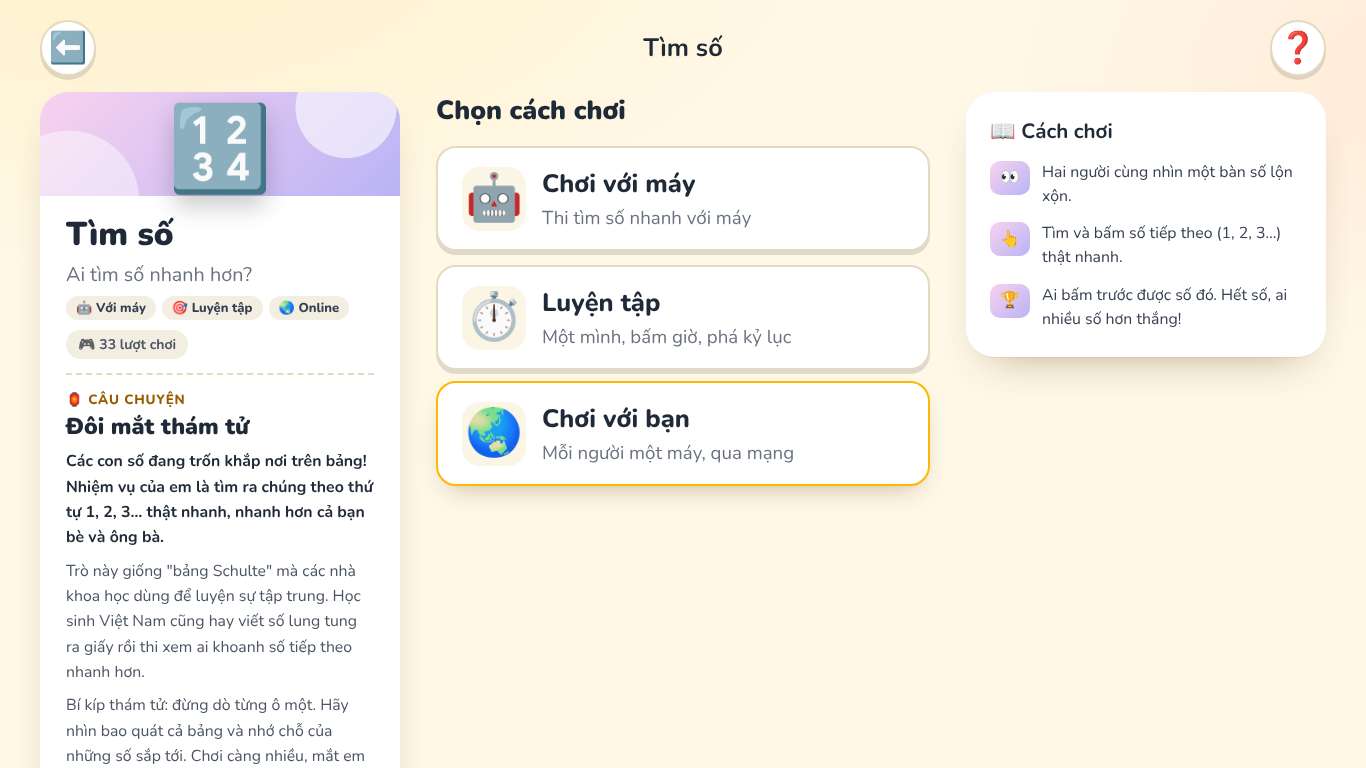 Tìm số
1 2
3 4
Tìm số
Ai tìm số nhanh hơn?
Với máy
Luyện tập
Online
33 lượt chơi
CÂU CHUYỆN
Đôi mắt thám tử
Các con số đang trốn khắp nơi trên bảng!
Nhiệm vụ của em là tìm ra chúng theo thứ
tự 1, 2, 3... thật nhanh, nhanh hơn cả bạn
bè và ông bà.
Trò này giống "bảng Schulte" mà các nhà
khoa học dùng để luyện sự tập trung. Học
sinh Việt Nam cũng hay viết số lung tung
ra giấy rồi thi xem ai khoanh số tiếp theo
nhanh hơn.
Bí kíp thám tử: đừng dò từng ô một. Hãy
nhìn bao quát cả bảng và nhớ chỗ của
những số sắp tới. Chơi càng nhiều, mắt em
Chọn cách chơi
Chơi với máy
Thi tìm số nhanh với máy
Luyện tập
Một mình, bấm giờ, phá kỷ lục
Chơi với bạn
Mỗi người một máy, qua mạng
Cách chơi
Hai người cùng nhìn một bàn số lộn
xộn.
Tìm và bấm số tiếp theo (1, 2, 3...)
thật nhanh.
Ai bấm trước được số đó. Hết số, ai
nhiều số hơn thắng!